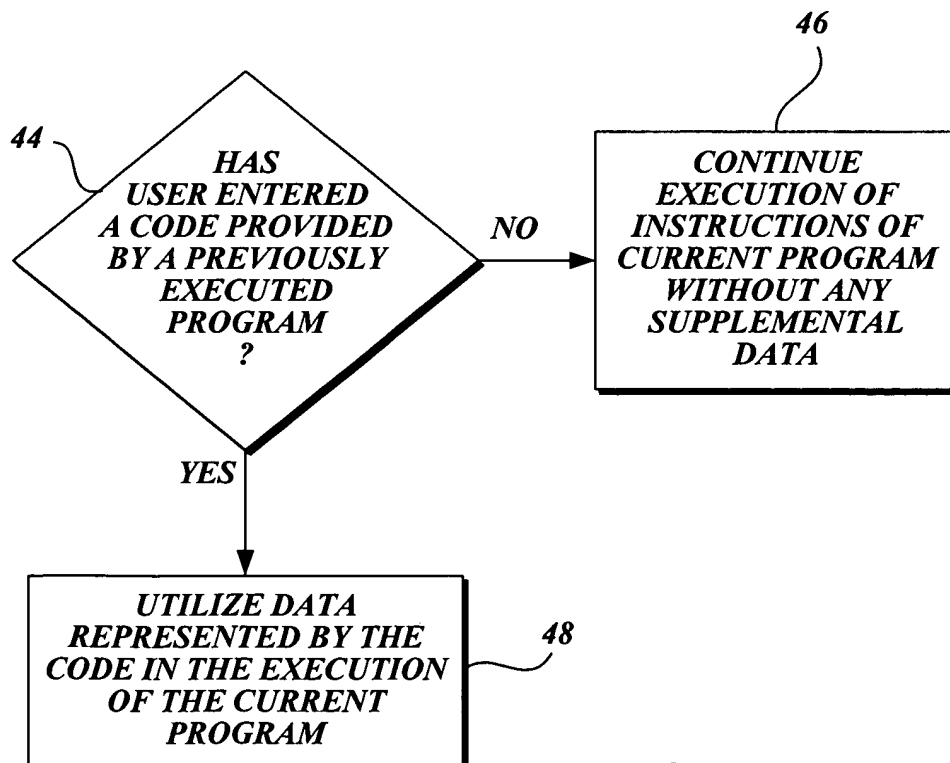 46
44
HAS
USER ENTERED
A CODE PROVIDED
BY A PREVIOUSLY
EXECUTED
PROGRAM
?
NO
CONTINUE
EXECUTION OF
INSTRUCTIONS OF
CURRENT PROGRAM
WITHOUT ANY
SUPPLEMENTAL
DATA
YES
UTILIZE DATA
REPRESENTED BY THE
CODE IN THE EXECUTION
OF THE CURRENT
PROGRAM
48